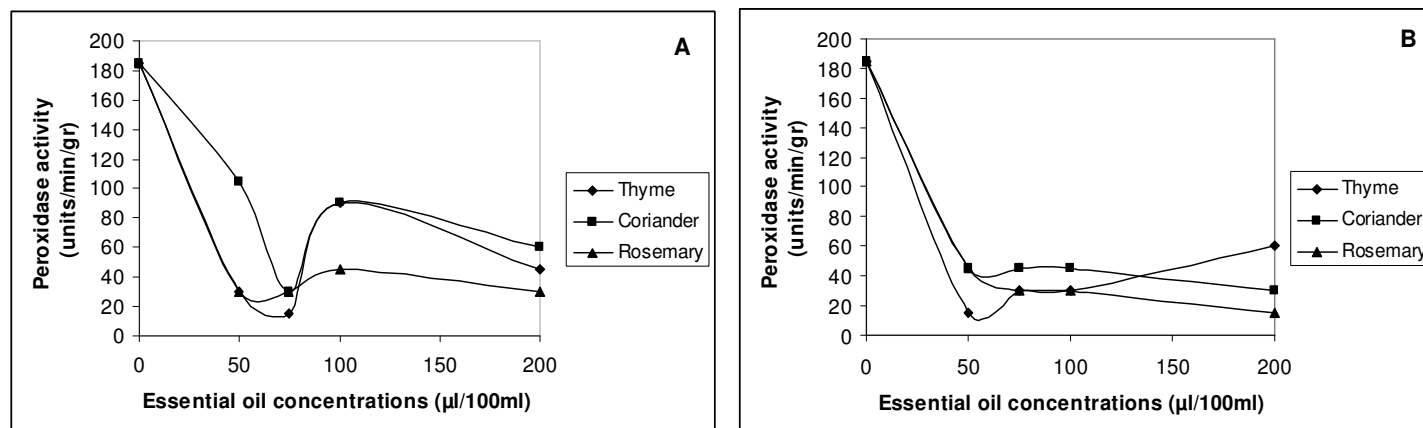 A
Peroxidase activity
(units/min/gr)
200
180
160
140
120
100
80
60
40
20
0
0 50 100 150 200
Essential oil concentrations (µl/100ml)
Thyme
Coriander
Rosemary
B
Peroxidase activity
(units/min/gr)
200
180
160
140
120
100
80
60
40
20
0
0 50 100 150 200
Essential oil concentrations (µl/100ml)
Thyme
Coriander
Rosemary